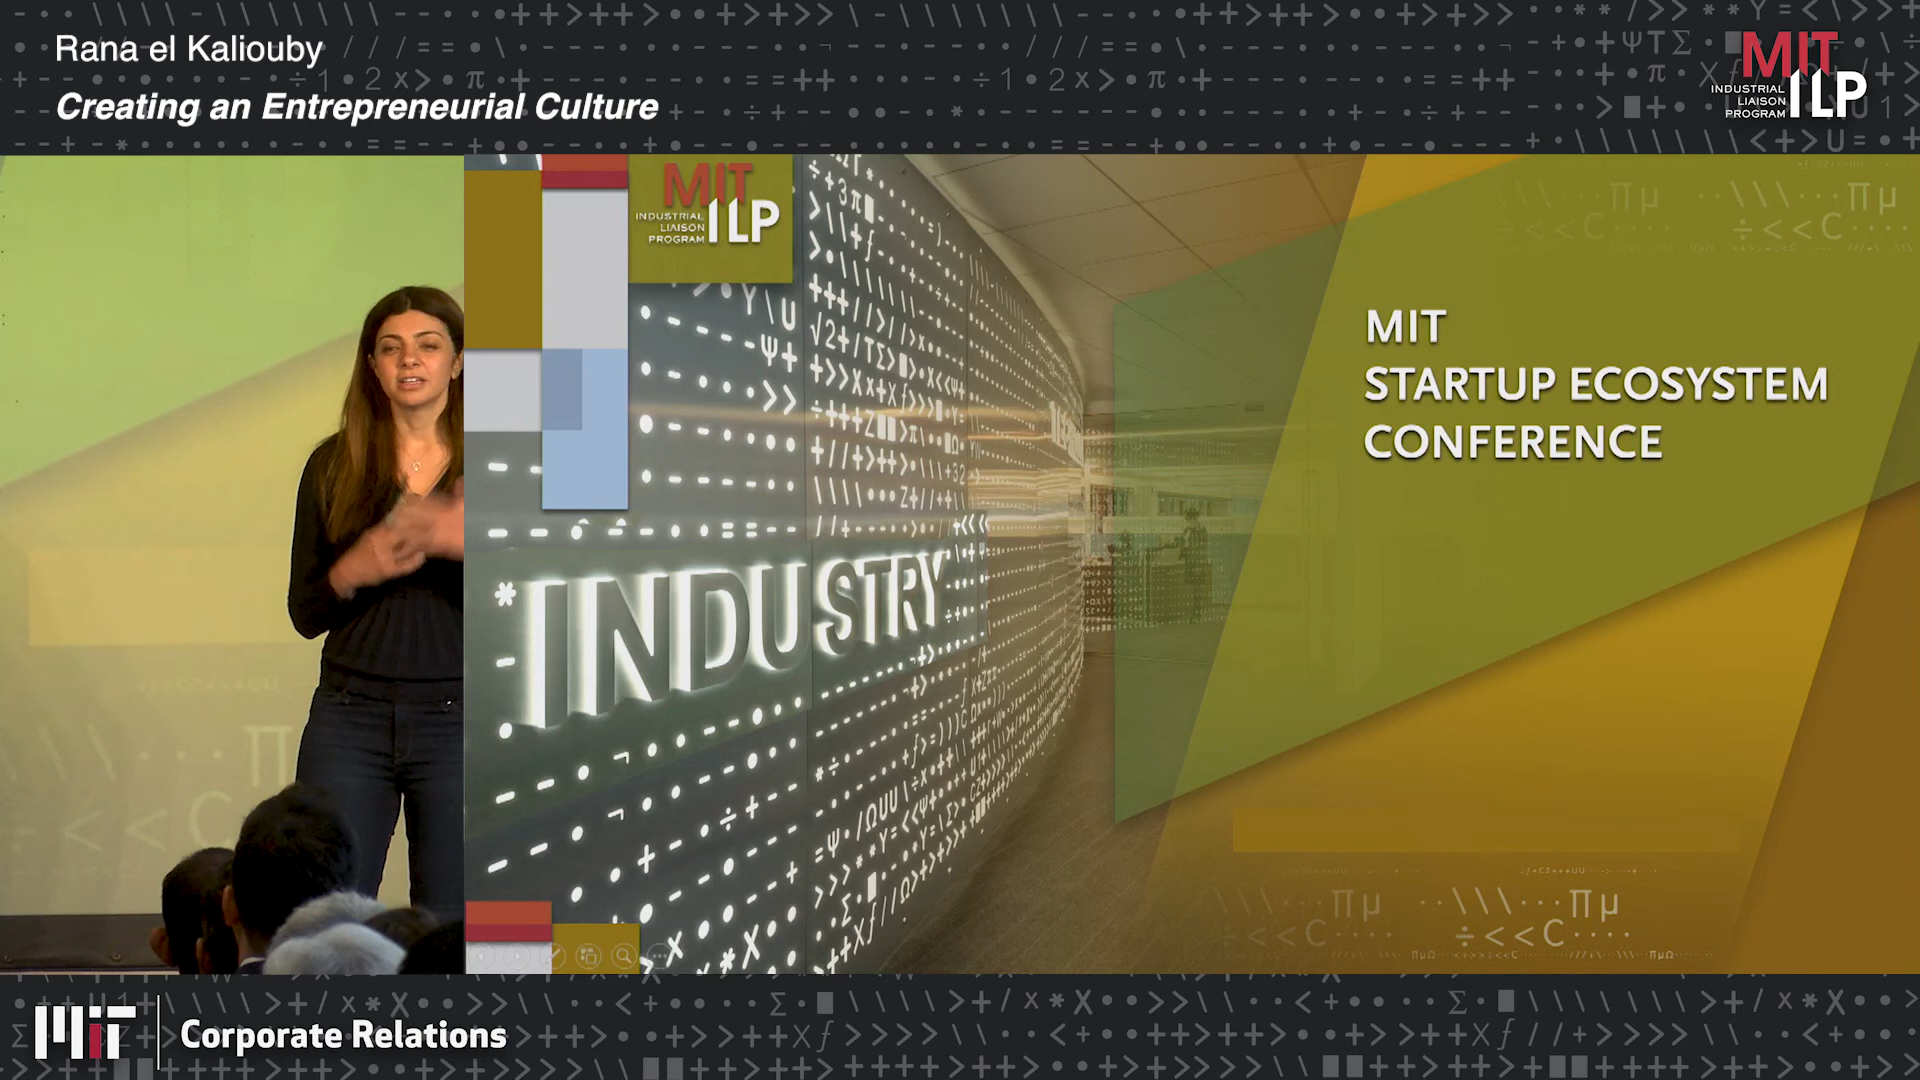 Rana el Kaliouby
Creating an Entrepreneurial Culture
MIT
INDUSTRIAL
LIAISON
PROGRAM
ILP
MIT
INDUSTRIAL
LIAISON
PROGRAM
ILP
MIT
STARTUP ECOSYSTEM
CONFERENCE
INDUSTRY
MIT
Corporate Relations